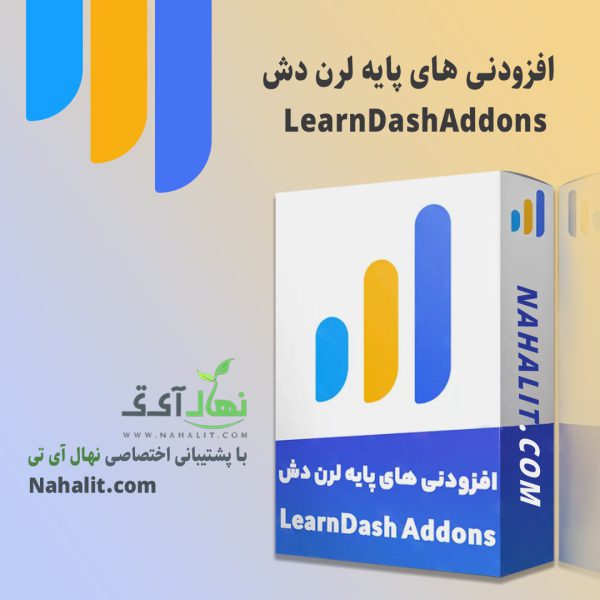 افزودنی های پایه لرن دش
LearnDashAddons
NAHALIT.COM
نهال آی تی
WWW.NAHALIT.COM
با پشتیبانی اختصاصی نهال آی تی
Nahalit.com
افزودنی های پایه لرن دش
LearnDash Addons